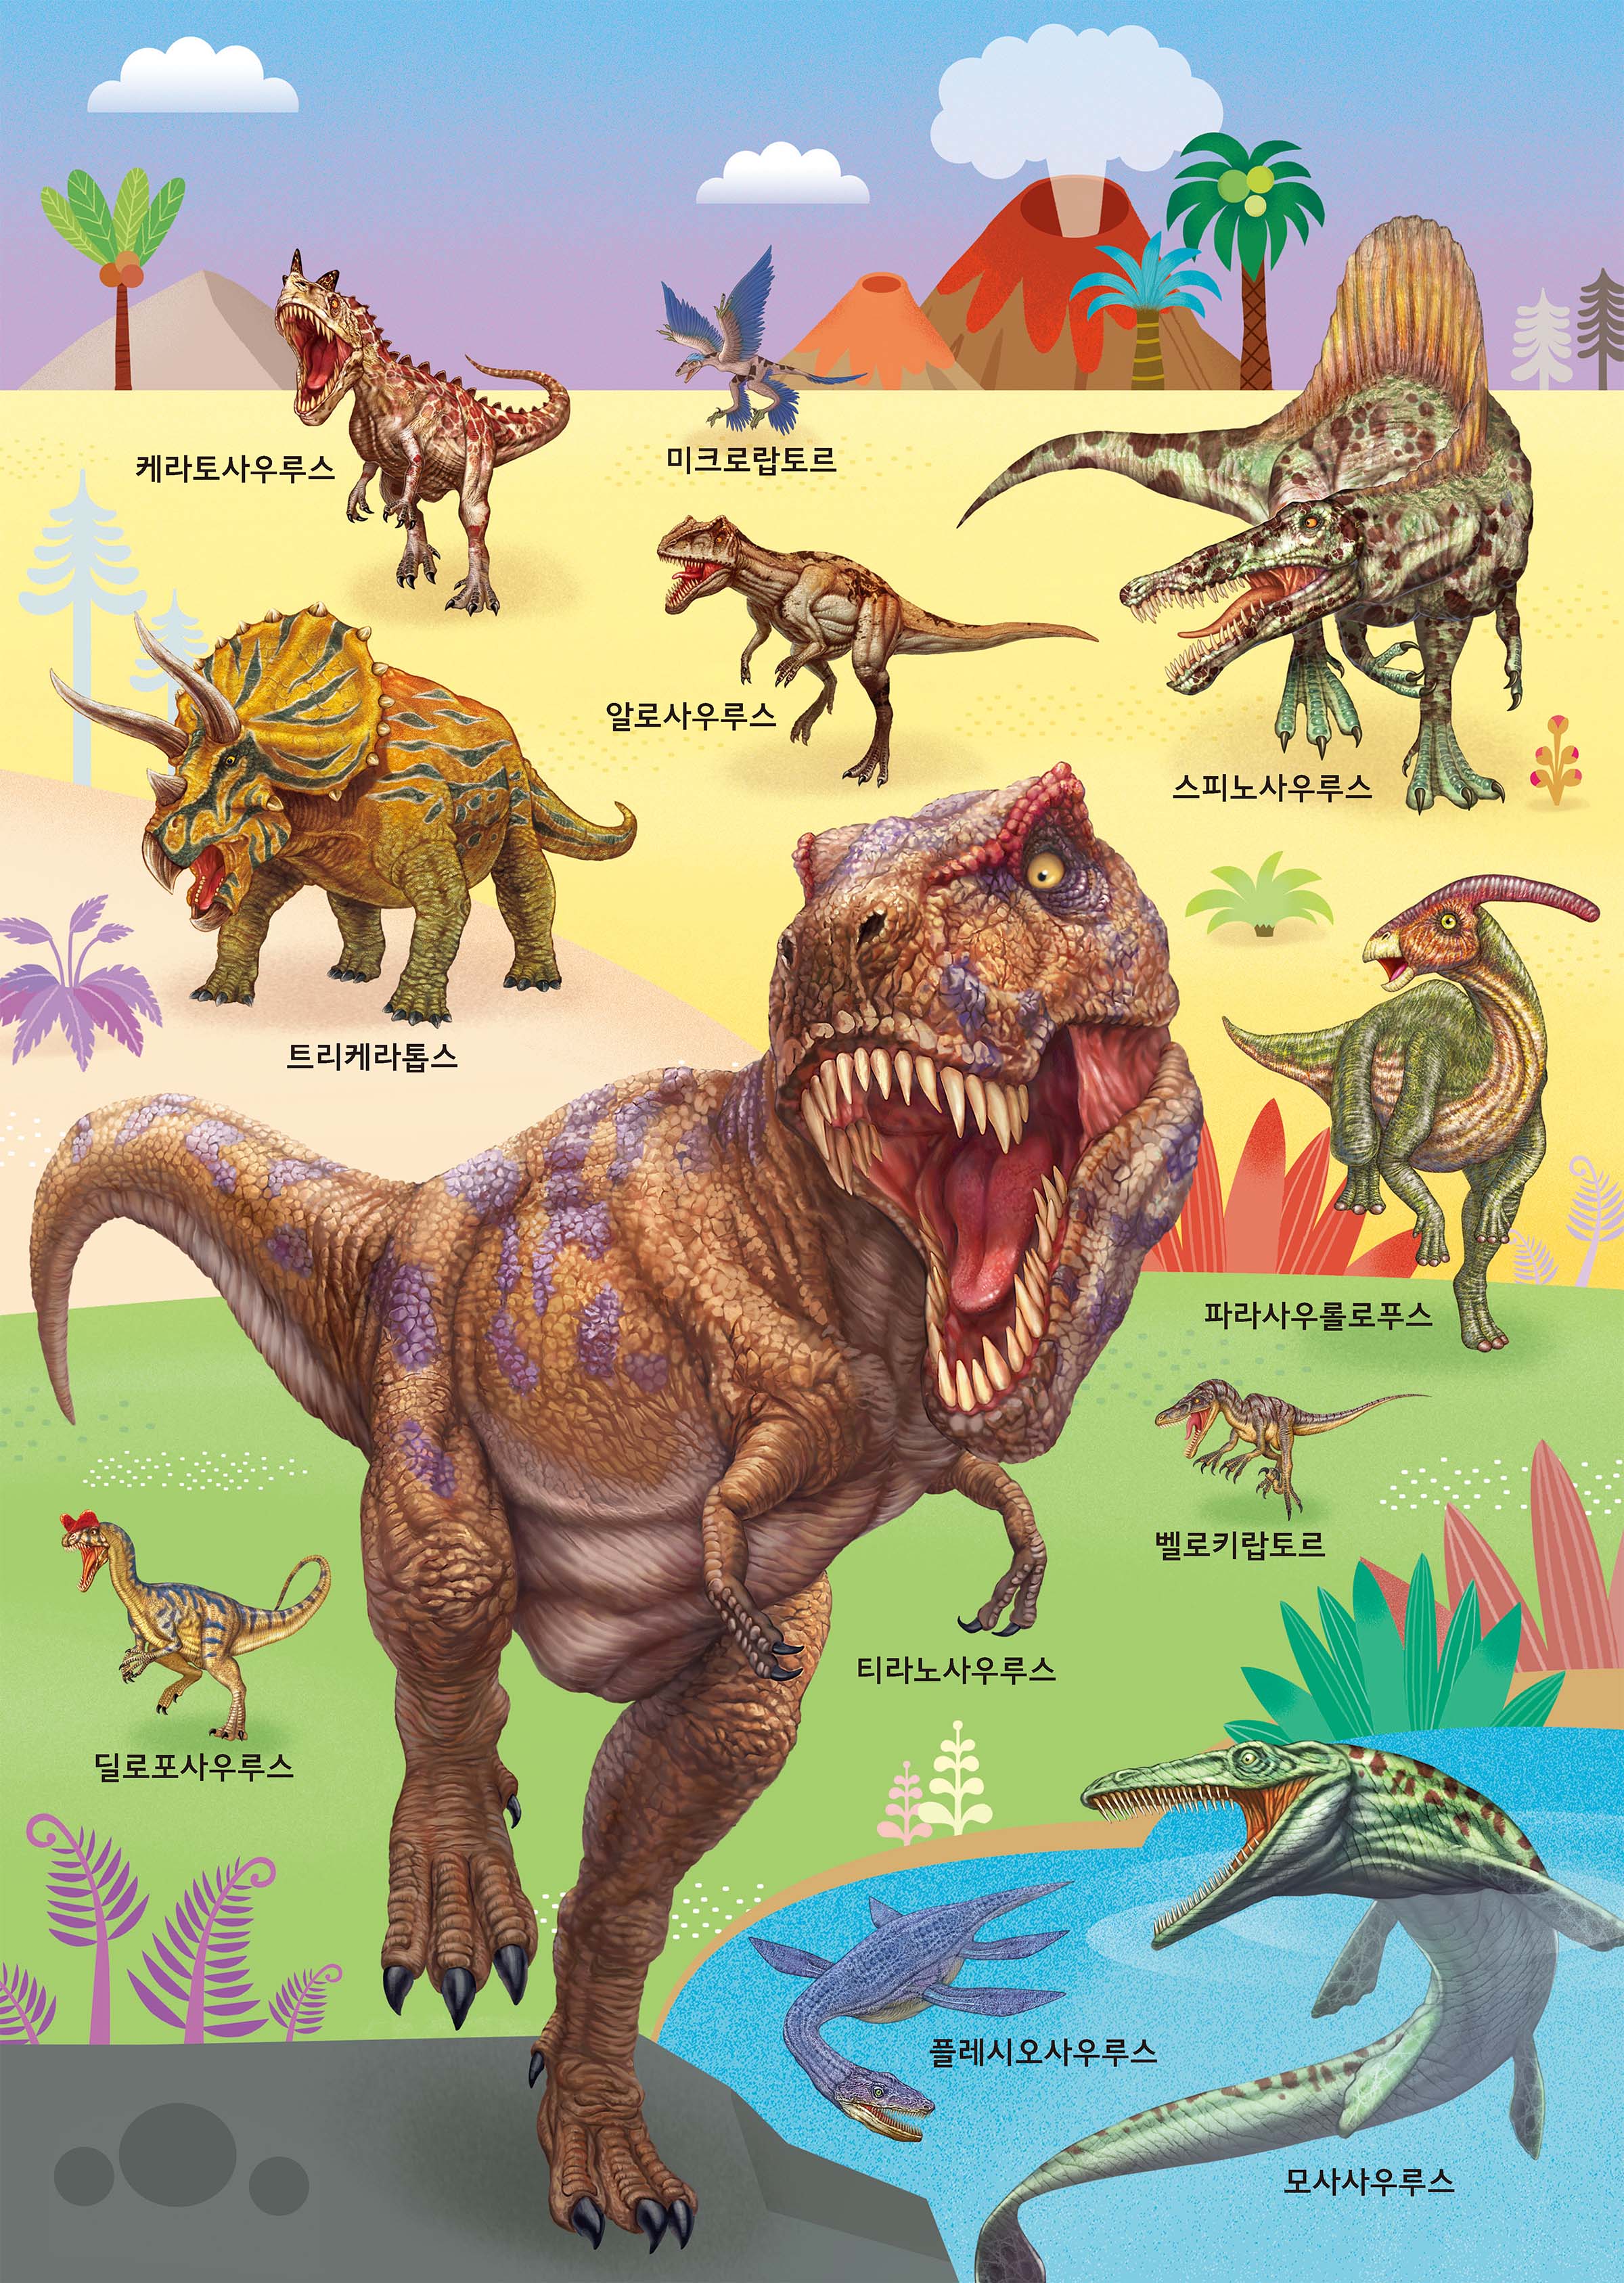 케라토사우루스
미크로랍토르
알로사우루스
스피노사우루스
트리케라톱스
파라사우롤로푸스
벨로키랍토르
티라노사우루스
딜로포사우루스
플레시오사우루스
모사사우루스